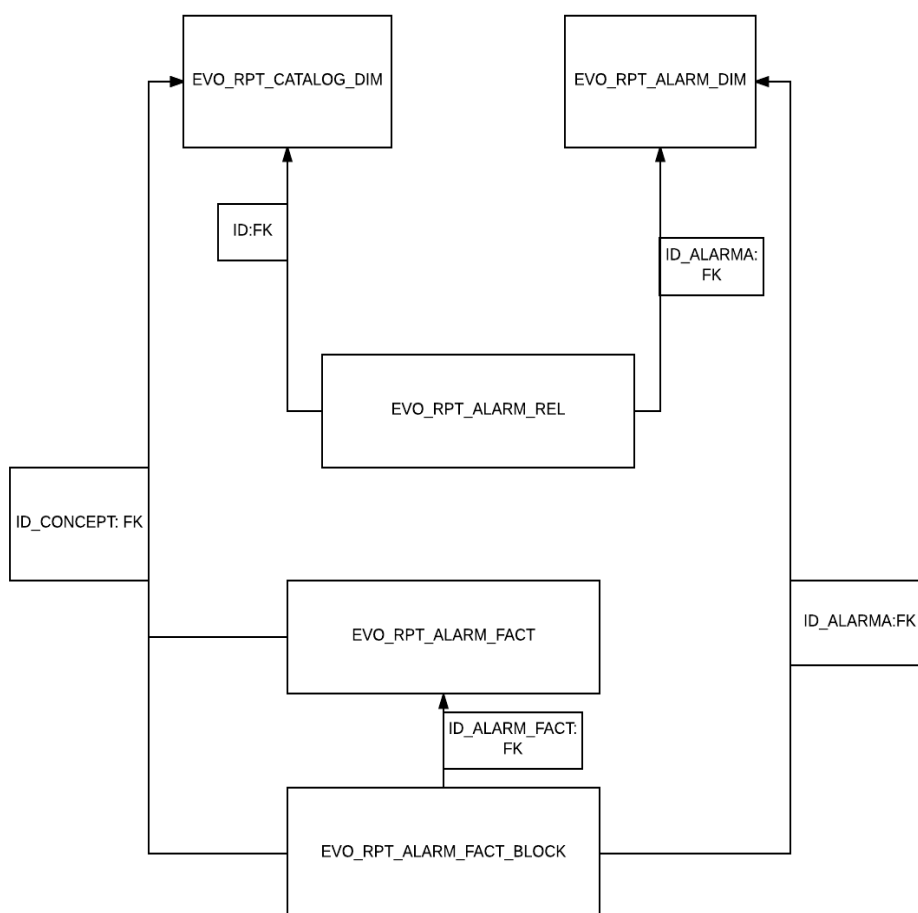 EVO_RPT_CATALOG_DIM
EVO_RPT_ALARM_DIM
ID:FK
ID_ALARMA:
FK
EVO_RPT_ALARM_REL
ID_CONCEPT: FK
EVO_RPT_ALARM_FACT
ID_ALARMA:FK
ID_ALARM_FACT:
FK
EVO_RPT_ALARM_FACT_BLOCK